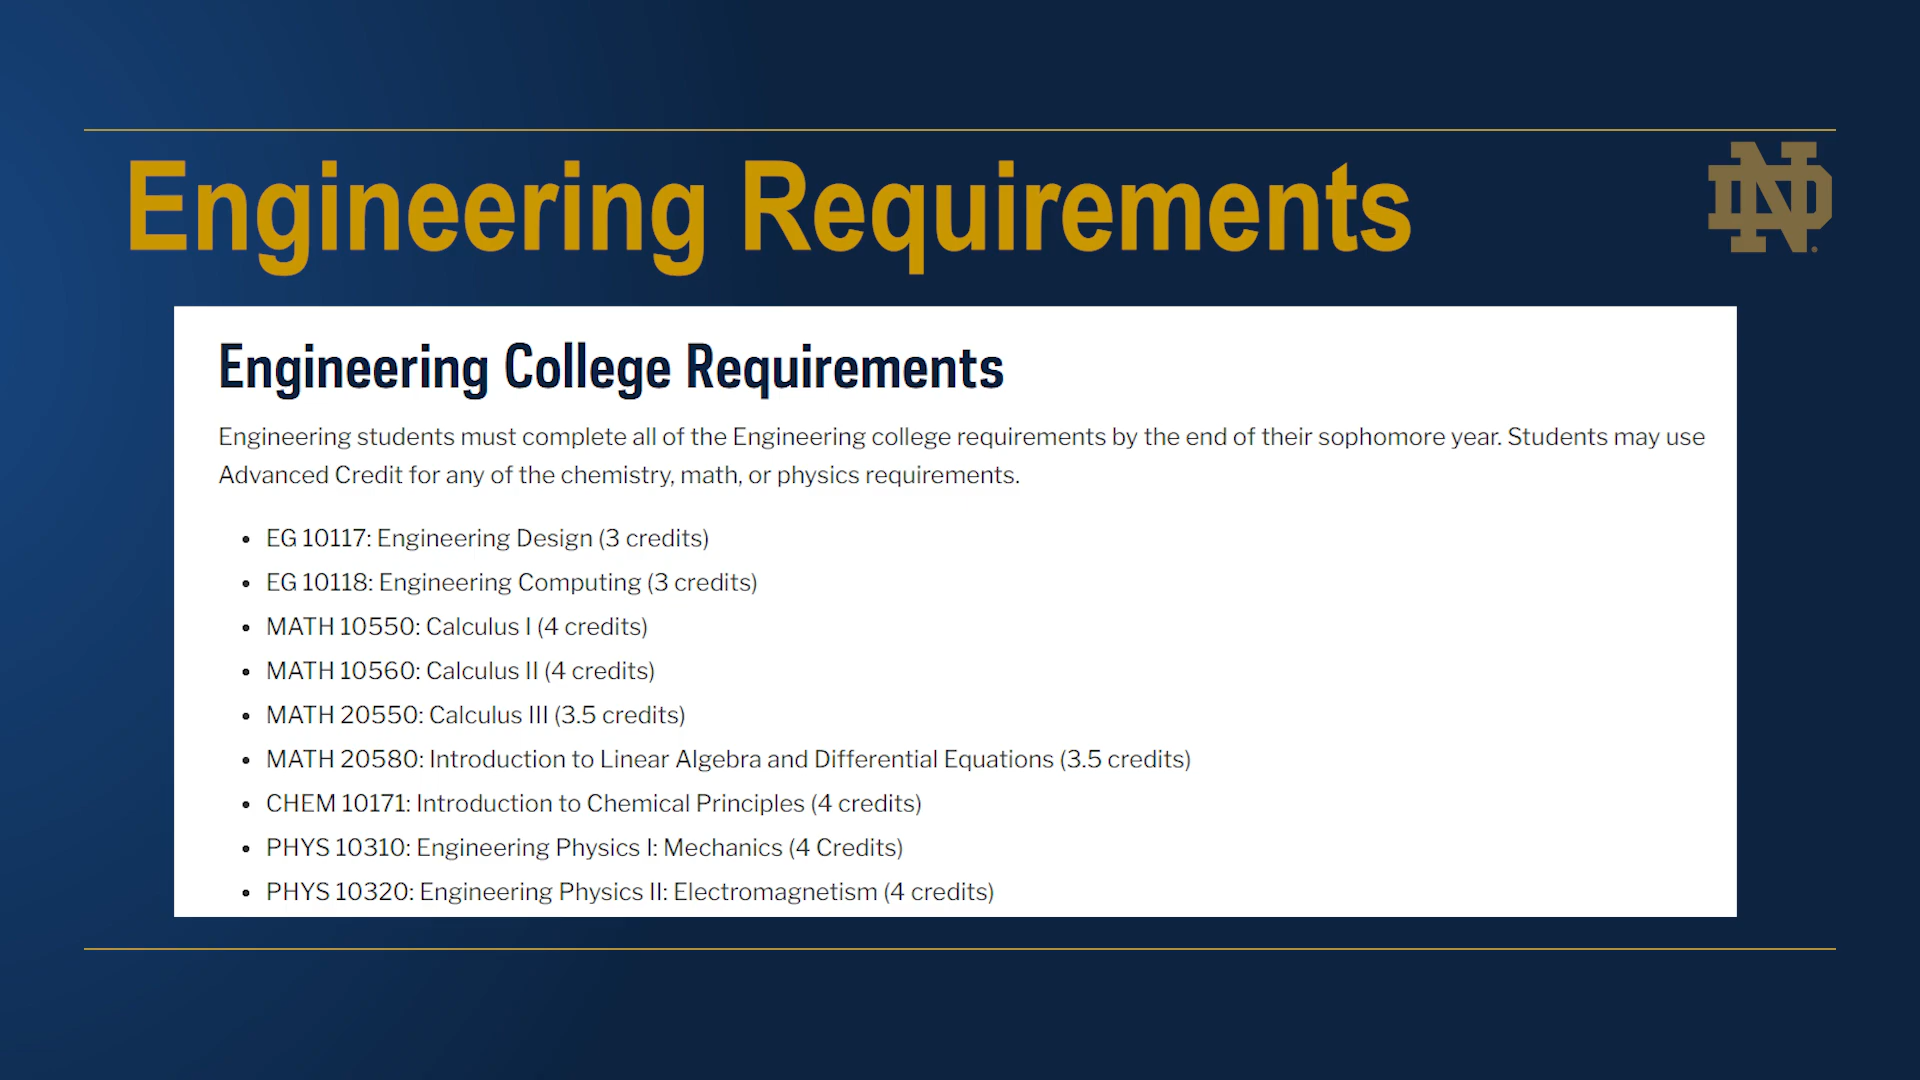 Engineering Requirements
ND
Engineering College Requirements
Engineering students must complete all of the Engineering college requirements by the end of their sophomore year. Students may use
Advanced Credit for any of the chemistry, math, or physics requirements.
• EG 10117: Engineering Design (3 credits)
• EG 10118: Engineering Computing (3 credits)
• MATH 10550: Calculus I (4 credits)
• MATH 10560: Calculus II (4 credits)
• MATH 20550: Calculus III (3.5 credits)
• MATH 20580: Introduction to Linear Algebra and Differential Equations (3.5 credits)
• CHEM 10171: Introduction to Chemical Principles (4 credits)
• PHYS 10310: Engineering Physics I: Mechanics (4 Credits)
• PHYS 10320: Engineering Physics II: Electromagnetism (4 credits)